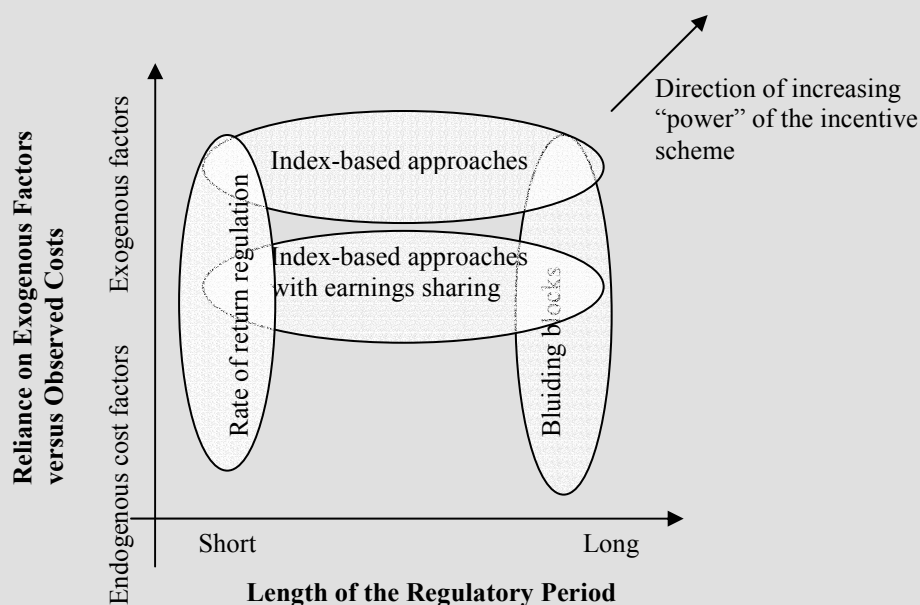 Direction of increasing
“power” of the incentive
scheme
Reliance on Exogenous Factors
versus Observed Costs
Exogenous factors
Endogenous cost factors
Index-based approaches
Index-based approaches
with earnings sharing
Rate of return regulation
Bluiding blocks
Short
Long
Length of the Regulatory Period